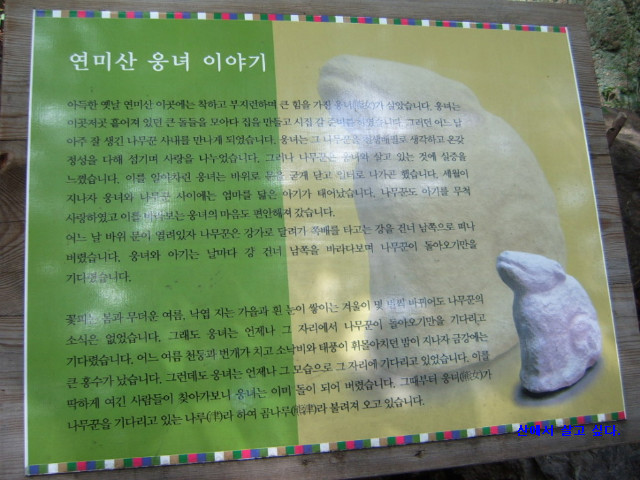 연미산 웅녀 이야기
아득한 옛날 연미산 이곳에는 착하고 부지런하며 큰 힘을 가진 웅녀(熊女)가 살았습니다. 웅녀는
이곳저곳 흩어져 있던 큰 돌들을 모아다 집을 만들고 시집 갈 준비를 하였습니다. 그러던 어느 날
아주 잘 생긴 나무꾼 사내를 만나게 되었습니다. 웅녀는 그 나무꾼을 천생배필로 생각하고 온갖
정성을 다해 섬기며 사랑을 나누었습니다. 그러나 나무꾼은 웅녀와 살고 있는 것에 싫증을
느꼈습니다. 이를 알아차린 웅녀는 바위로 문을 굳게 닫고 일터로 나가곤 했습니다. 세월이
지나자 웅녀와 나무꾼 사이에는 엄마를 닮은 아기가 태어났습니다. 나무꾼도 아기를 무척
사랑하였고 이를 바라보는 웅녀의 마음도 편안해져 갔습니다.
어느 날 바위 문이 열려있자 나무꾼은 강가로 달려가 쪽배를 타고는 강을 건너 남쪽으로 떠나
버렸습니다. 웅녀와 아기는 날마다 강 건너 남쪽을 바라다보며 나무꾼이 돌아오기만을
기다렸습니다.
꽃피는 봄과 무더운 여름, 낙엽 지는 가을과 흰 눈이 쌓이는 겨울이 몇 번씩 바뀌어도 나무꾼의
소식은 없었습니다. 그래도 웅녀는 언제나 그 자리에서 나무꾼이 돌아오기만을 기다리고
기다렸습니다. 어느 여름 천둥과 번개가 치고 소낙비와 태풍이 휘몰아치던 밤이 지나자 금강에는
큰 홍수가 났습니다. 그런데도 웅녀는 언제나 그 모습으로 그 자리에 기다리고 있었습니다. 이를
딱하게 여긴 사람들이 찾아가보니 웅녀는 이미 돌이 되어 버렸습니다. 그때부터 웅녀(熊女)가
나무꾼을 기다리고 있는 나루(津)라 하여 곰나루(熊津)라 불려져 오고 있습니다.
산에서 살고 싶다.